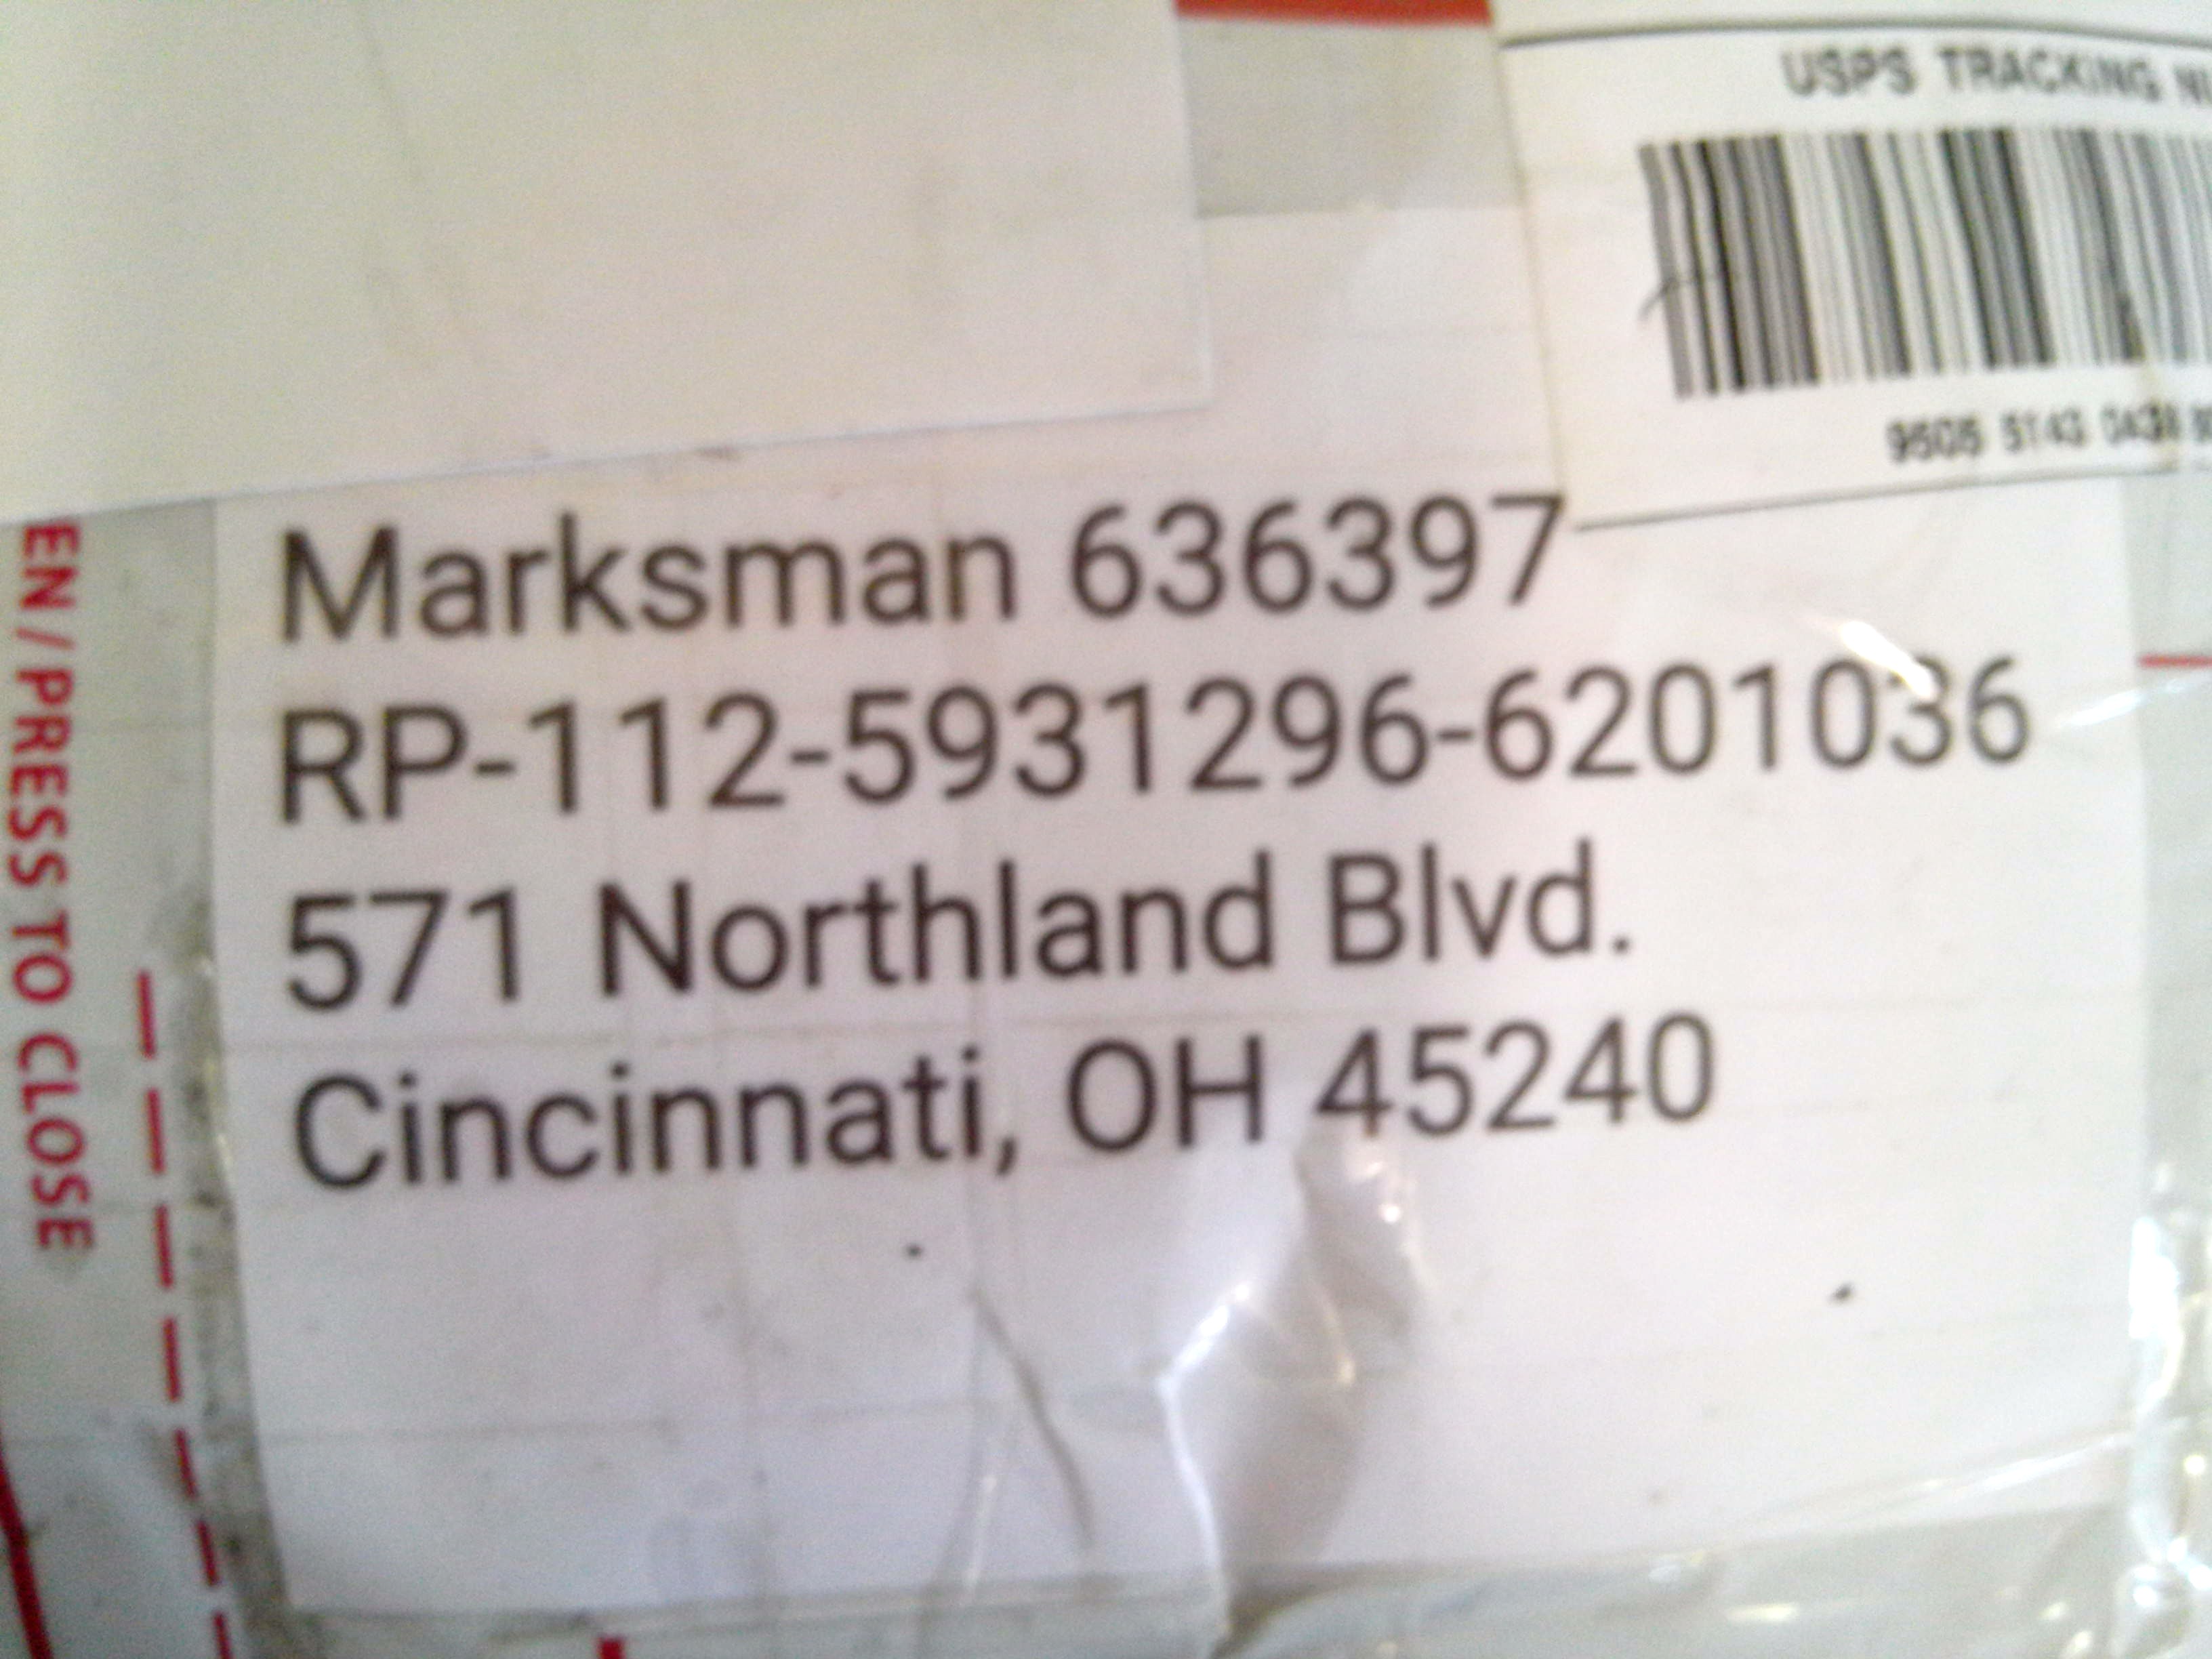 USPS TRACKING
9505 5143
Marksman 636397
RP-112-5931296-6201036
571 Northland Blvd.
Cincinnati, OH 45240
EN / PRESS TO CLOSE